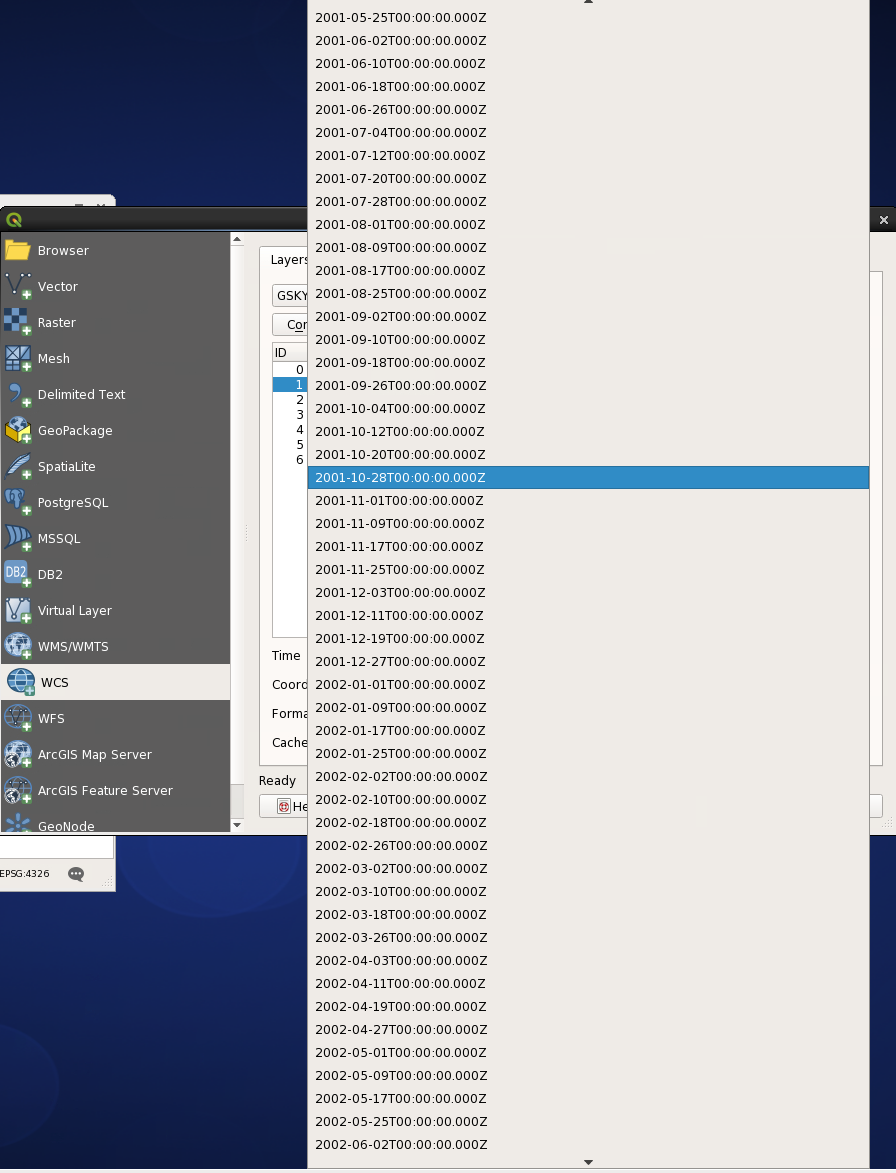 Browser
Vector
Raster
Mesh
Delimited Text
GeoPackage
SpatiaLite
PostgreSQL
MSSQL
DB2
DB2
Virtual Layer
WMS/WMTS
WCS
WFS
ArcGIS Map Server
ArcGIS Feature Server
GeoNode
EPSG:4326
Layers
GSKY
Con
ID
0
1
2
3
4
5
6
Time
Coord
Forma
Cache
Ready
He
2001-05-25T00:00:00.000Z
2001-06-02T00:00:00.000Z
2001-06-10T00:00:00.000Z
2001-06-18T00:00:00.000Z
2001-06-26T00:00:00.000Z
2001-07-04T00:00:00.000Z
2001-07-12T00:00:00.000Z
2001-07-20T00:00:00.000Z
2001-07-28T00:00:00.000Z
2001-08-01T00:00:00.000Z
2001-08-09T00:00:00.000Z
2001-08-17T00:00:00.000Z
2001-08-25T00:00:00.000Z
2001-09-02T00:00:00.000Z
2001-09-10T00:00:00.000Z
2001-09-18T00:00:00.000Z
2001-09-26T00:00:00.000Z
2001-10-04T00:00:00.000Z
2001-10-12T00:00:00.000Z
2001-10-20T00:00:00.000Z
2001-10-28T00:00:00.000Z
2001-11-01T00:00:00.000Z
2001-11-09T00:00:00.000Z
2001-11-17T00:00:00.000Z
2001-11-25T00:00:00.000Z
2001-12-03T00:00:00.000Z
2001-12-11T00:00:00.000Z
2001-12-19T00:00:00.000Z
2001-12-27T00:00:00.000Z
2002-01-01T00:00:00.000Z
2002-01-09T00:00:00.000Z
2002-01-17T00:00:00.000Z
2002-01-25T00:00:00.000Z
2002-02-02T00:00:00.000Z
2002-02-10T00:00:00.000Z
2002-02-18T00:00:00.000Z
2002-02-26T00:00:00.000Z
2002-03-02T00:00:00.000Z
2002-03-10T00:00:00.000Z
2002-03-18T00:00:00.000Z
2002-03-26T00:00:00.000Z
2002-04-03T00:00:00.000Z
2002-04-11T00:00:00.000Z
2002-04-19T00:00:00.000Z
2002-04-27T00:00:00.000Z
2002-05-01T00:00:00.000Z
2002-05-09T00:00:00.000Z
2002-05-17T00:00:00.000Z
2002-05-25T00:00:00.000Z
2002-06-02T00:00:00.000Z